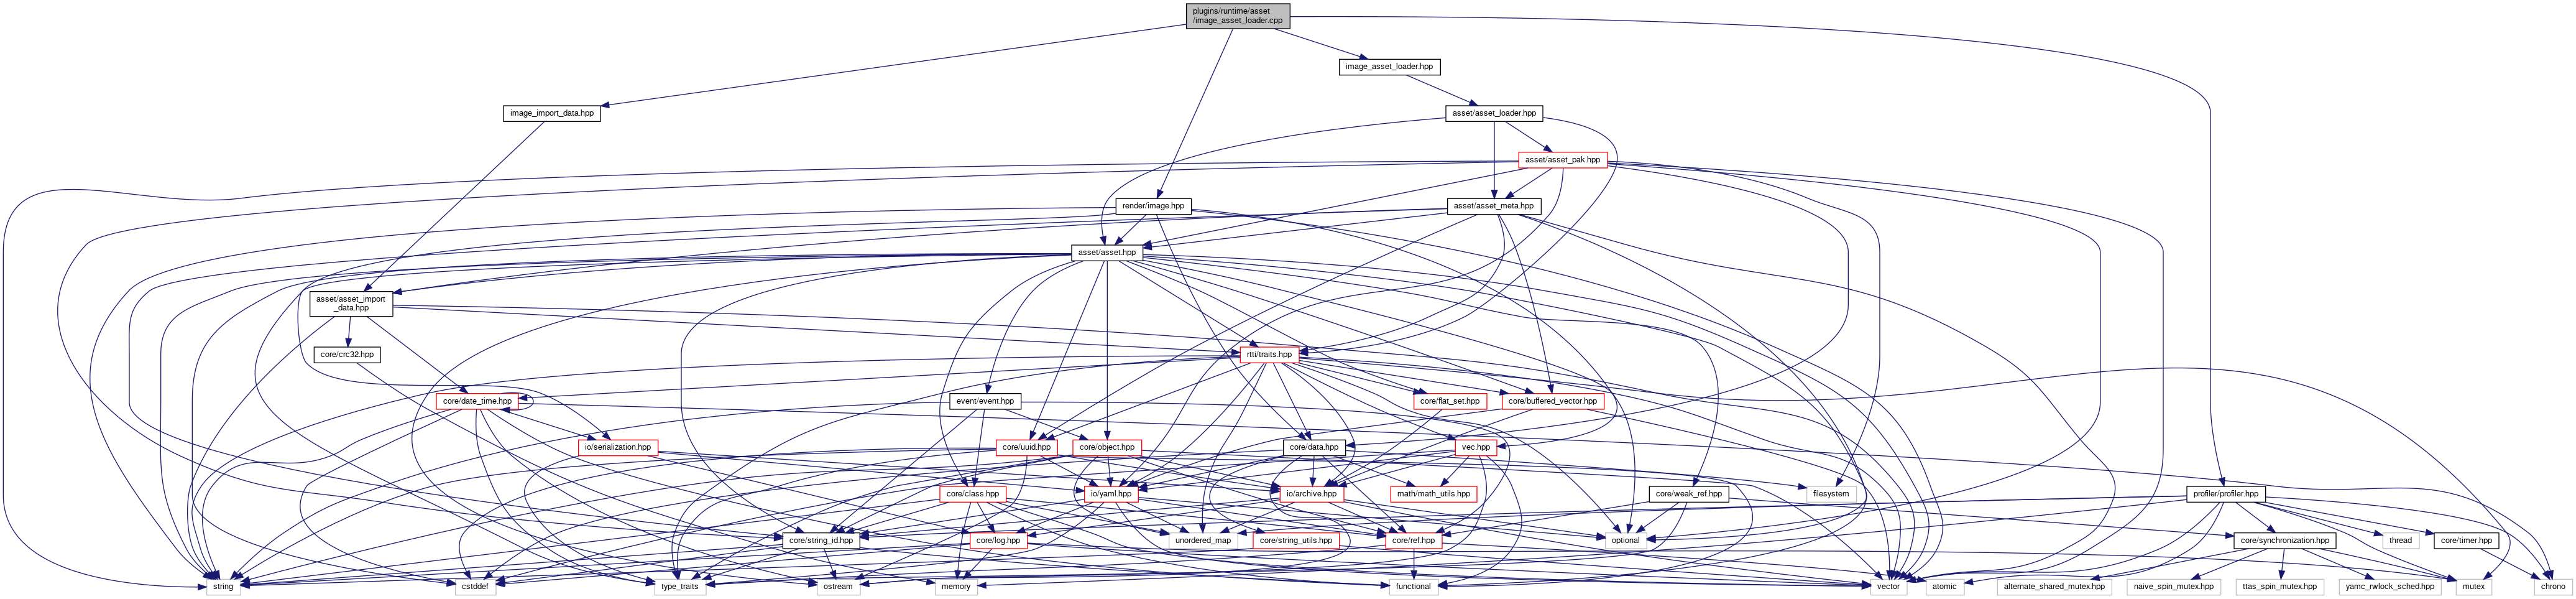 plugins/runtime/asset
/image_asset_loader.cpp
image_asset_loader.hpp
image_import_data.hpp
asset/asset_loader.hpp
asset/asset_pak.hpp
render/image.hpp
asset/asset_meta.hpp
asset/asset.hpp
asset/asset_import
_data.hpp
core/crc32.hpp
rtti/traits.hpp
core/date_time.hpp
event/event.hpp
core/flat_set.hpp
core/buffered_vector.hpp
io/serialization.hpp
core/uuid.hpp
core/object.hpp
core/data.hpp
vec.hpp
core/class.hpp
io/yaml.hpp
io/archive.hpp
math/math_utils.hpp
core/weak_ref.hpp
filesystem
profiler/profiler.hpp
core/string_id.hpp
core/log.hpp
unordered_map
core/string_utils.hpp
core/ref.hpp
optional
core/synchronization.hpp
thread
core/timer.hpp
string
cstddef
type_traits
ostream
memory
functional
vector
atomic
alternate_shared_mutex.hpp
naive_spin_mutex.hpp
ttas_spin_mutex.hpp
yamc_rwlock_sched.hpp
mutex
chrono